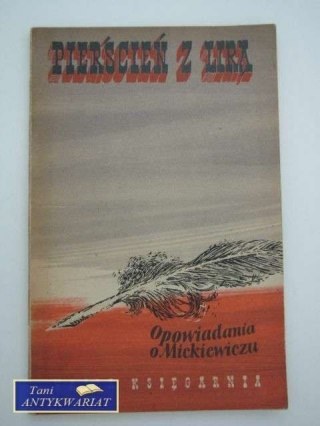 PIERŚCIEŃ Z LIRĄ
Opowiadania
o Mickiewiczu
KSIĘGARNIA
Tani
ANTYKWARIAT